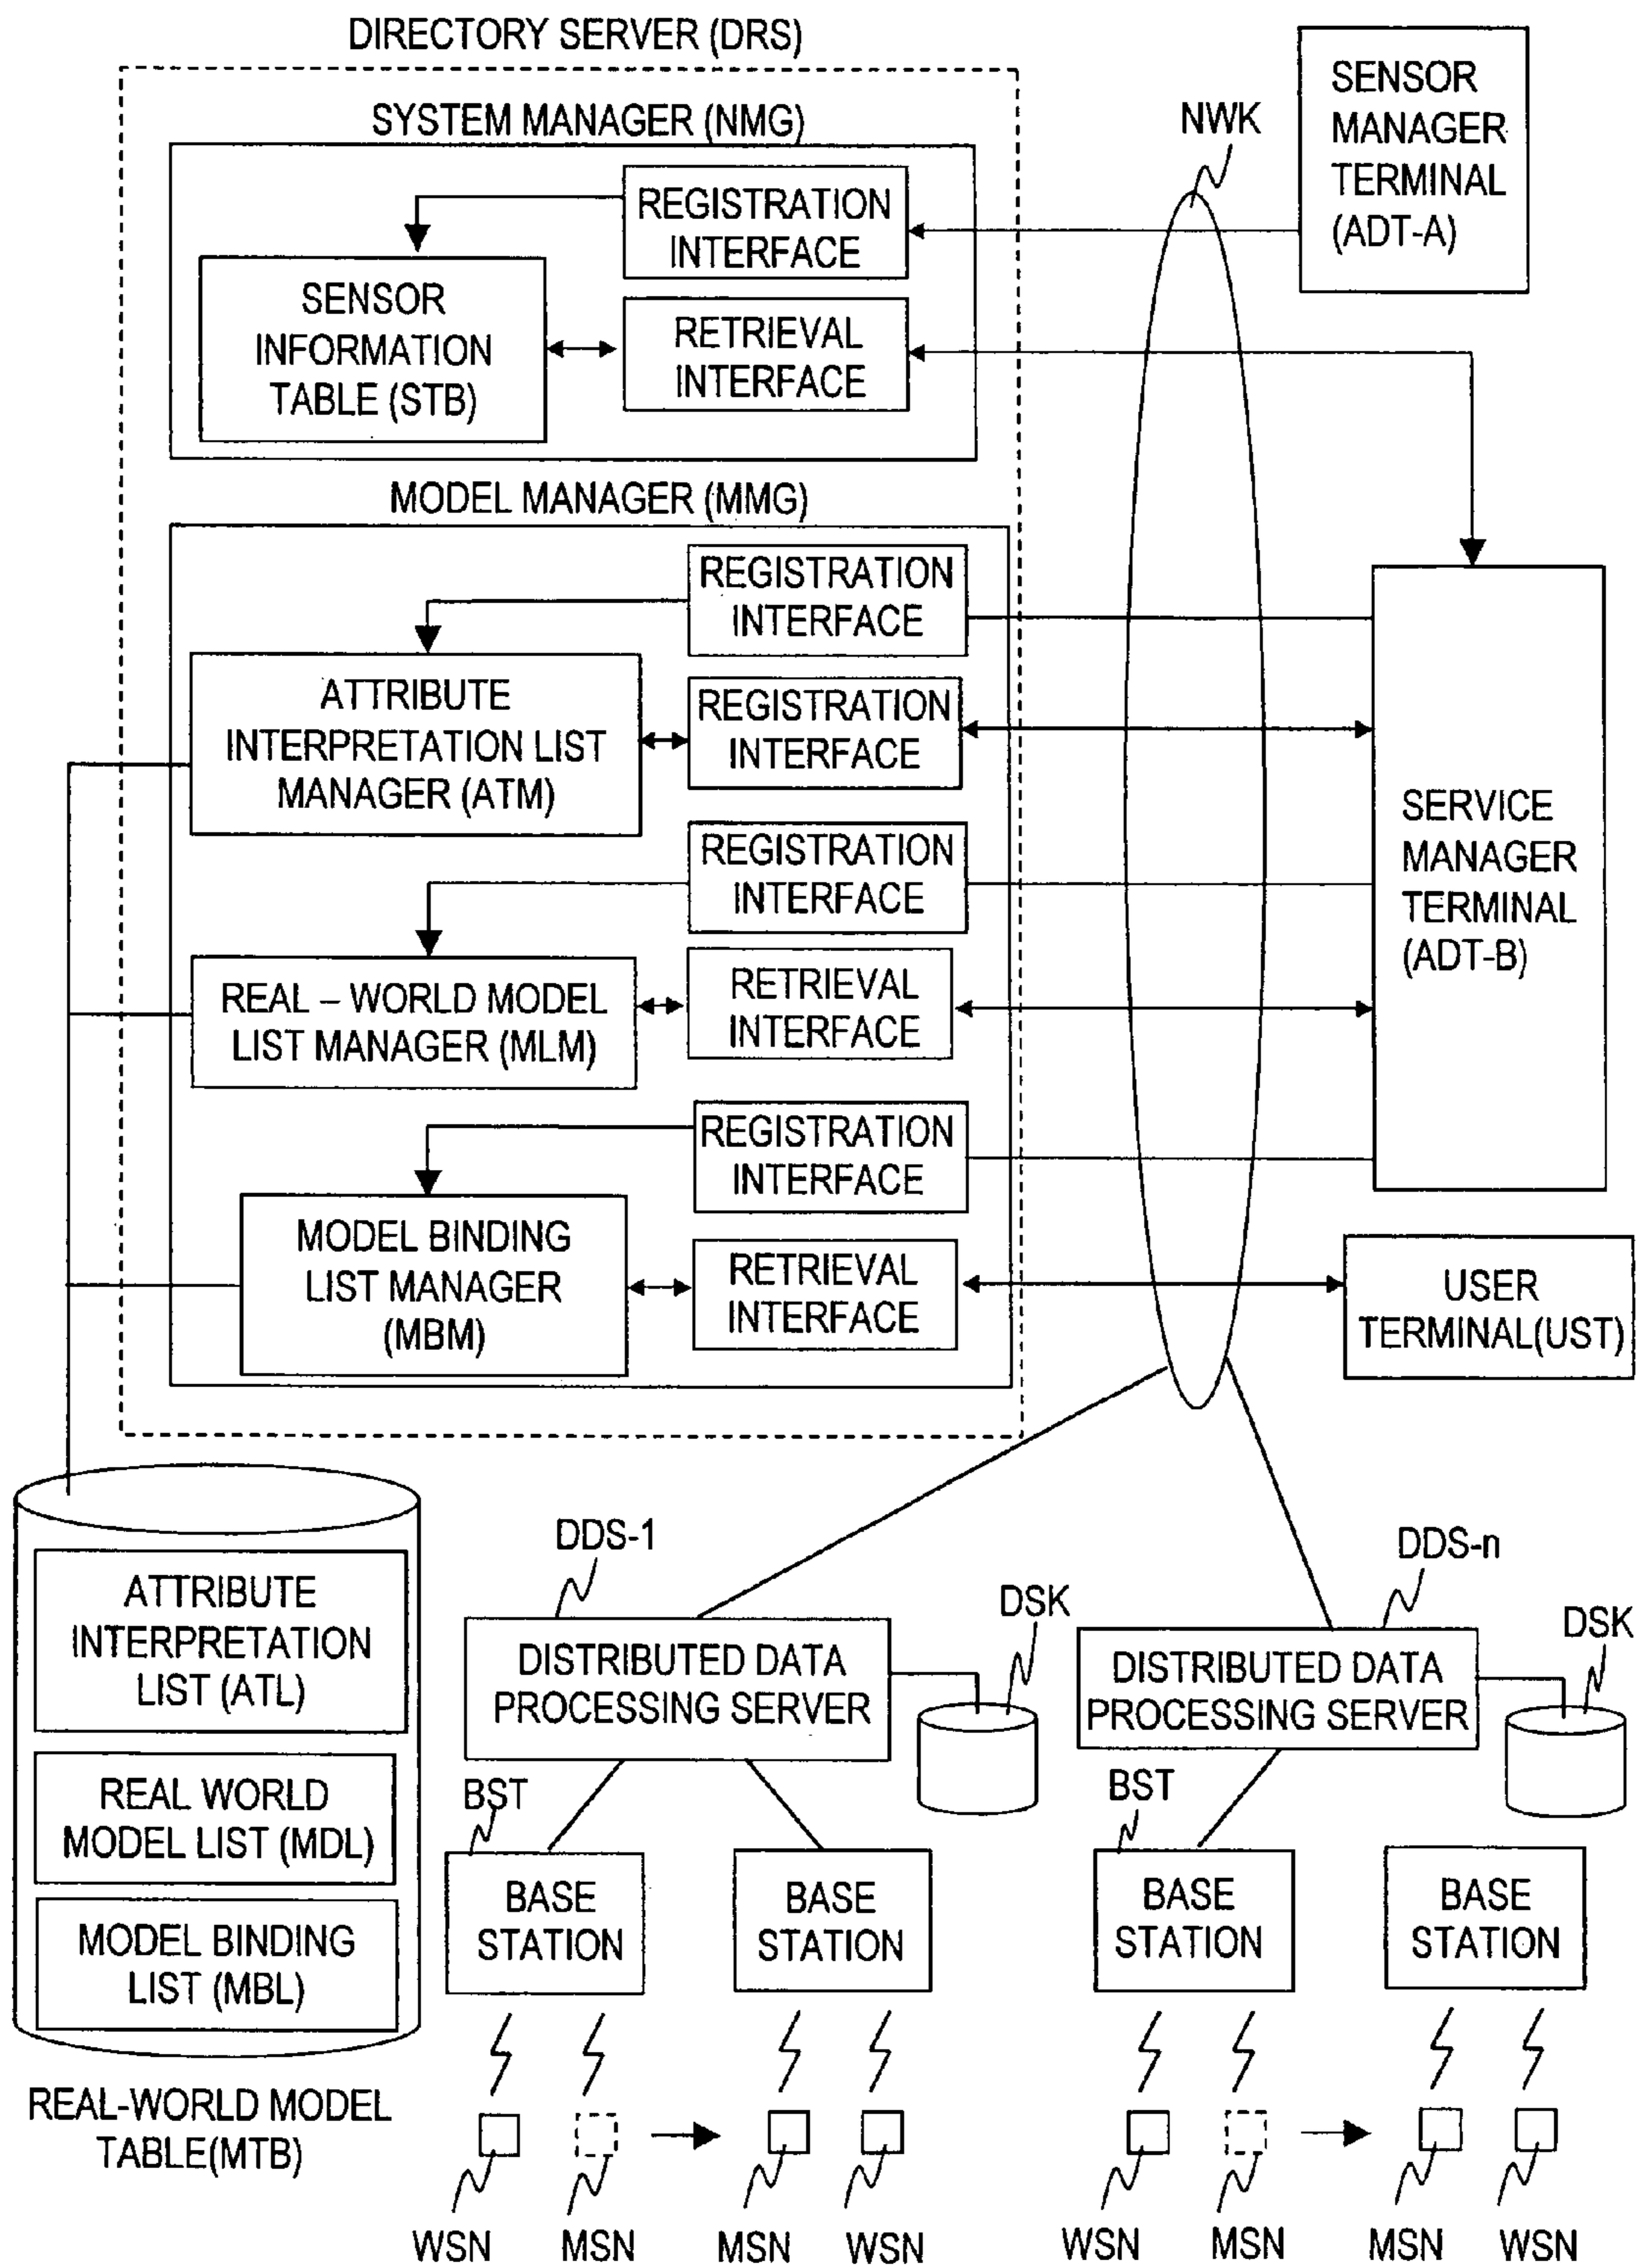 DIRECTORY SERVER (DRS)
SYSTEM MANAGER (NMG)
REGISTRATION
INTERFACE
SENSOR
INFORMATION
TABLE (STB)
RETRIEVAL
INTERFACE
NWK
SENSOR
MANAGER
TERMINAL
(ADT-A)
MODEL MANAGER (MMG)
REGISTRATION
INTERFACE
ATTRIBUTE
INTERPRETATION LIST
MANAGER (ATM)
REGISTRATION
INTERFACE
REGISTRATION
INTERFACE
REAL – WORLD MODEL
LIST MANAGER (MLM)
RETRIEVAL
INTERFACE
REGISTRATION
INTERFACE
MODEL BINDING
LIST MANAGER
(MBM)
RETRIEVAL
INTERFACE
SERVICE
MANAGER
TERMINAL
(ADT-B)
USER
TERMINAL(UST)
ATTRIBUTE
INTERPRETATION
LIST (ATL)
REAL WORLD
MODEL LIST (MDL)
MODEL BINDING
LIST (MBL)
REAL-WORLD MODEL
TABLE(MTB)
DDS-1
DISTRIBUTED DATA
PROCESSING SERVER
DSK
DDS-n
DISTRIBUTED DATA
PROCESSING SERVER
DSK
BST
BASE
STATION
BASE
STATION
BST
BASE
STATION
BASE
STATION
WSN
MSN
MSN
WSN
WSN
MSN
MSN
WSN